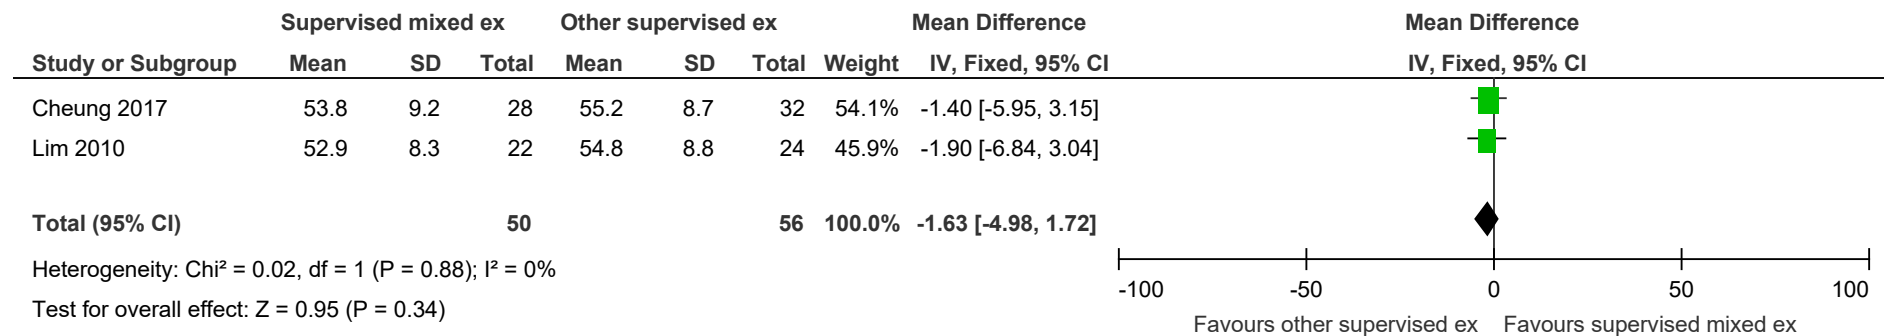 Supervised mixed ex Other supervised ex Mean Difference Mean Difference
Study or Subgroup Mean SD Total Mean SD Total Weight IV, Fixed, 95% CI IV, Fixed, 95% CI
Cheung 2017 53.8 9.2 28 55.2 8.7 32 54.1% -1.40 [-5.95, 3.15]
Lim 2010 52.9 8.3 22 54.8 8.8 24 45.9% -1.90 [-6.84, 3.04]
Total (95% CI) 50 56 100.0% -1.63 [-4.98, 1.72]
Heterogeneity: Chi² = 0.02, df = 1 (P = 0.88); I² = 0%
Test for overall effect: Z = 0.95 (P = 0.34)
-100 -50 0 50 100
Favours other supervised ex Favours supervised mixed ex